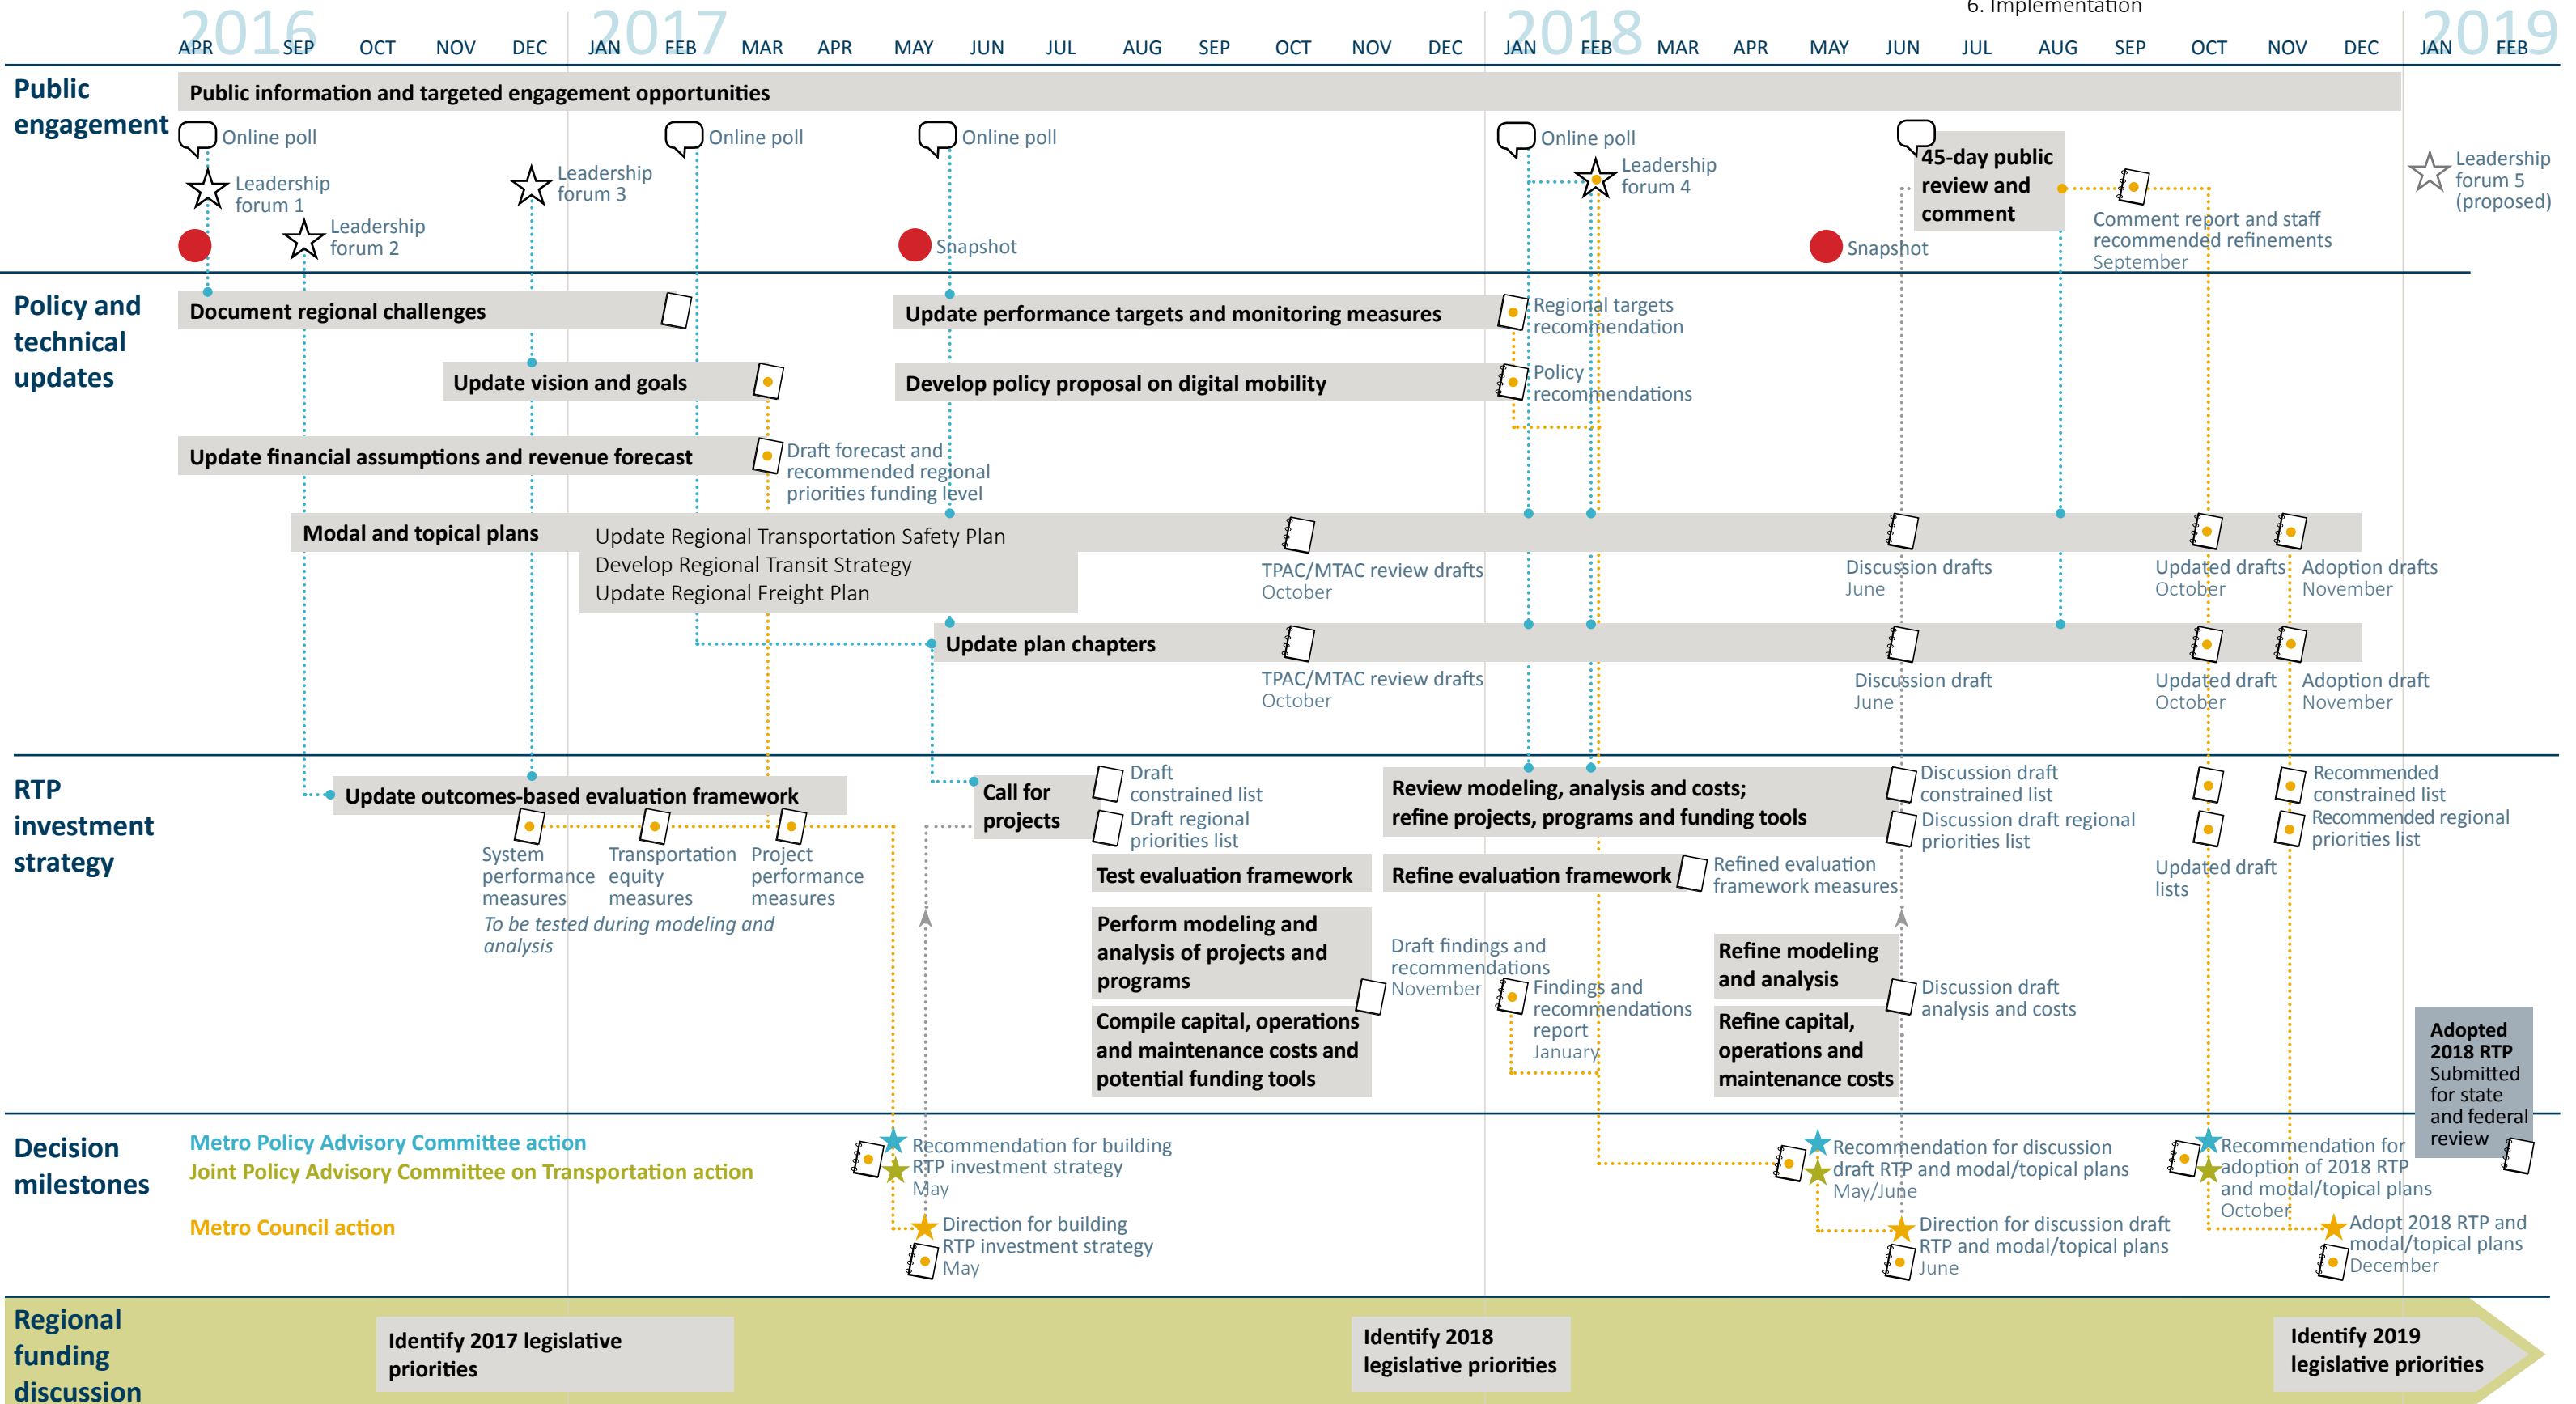 6. Implementation
2016 2017 2018 2019
APR SEP OCT NOV DEC JAN FEB MAR APR MAY JUN JUL AUG SEP OCT NOV DEC JAN FEB MAR APR MAY JUN JUL AUG SEP OCT NOV DEC JAN FEB
Public
engagement
Public information and targeted engagement opportunities
Online poll
Online poll
Online poll
Online poll
Leadership
forum 1
Leadership
forum 2
Leadership
forum 3
Leadership
forum 4
45-day public
review and
comment
Leadership
forum 5
(proposed)
Snapshot
Snapshot
Comment report and staff
recommended refinements
September
Policy and
technical
updates
Document regional challenges
Update performance targets and monitoring measures
Regional targets
recommendation
Update vision and goals
Develop policy proposal on digital mobility
Policy
recommendations
Update financial assumptions and revenue forecast
Draft forecast and
recommended regional
priorities funding level
Modal and topical plans
Update Regional Transportation Safety Plan
Develop Regional Transit Strategy
Update Regional Freight Plan
TPAC/MTAC review drafts
October
Discussion drafts
June
Updated drafts
October
Adoption drafts
November
Update plan chapters
TPAC/MTAC review drafts
October
Discussion draft
June
Updated draft
October
Adoption draft
November
RTP
investment
strategy
Update outcomes-based evaluation framework
System
performance
measures
Transportation
equity
measures
Project
performance
measures
To be tested during modeling and
analysis
Call for
projects
Draft
constrained list
Draft regional
priorities list
Review modeling, analysis and costs;
refine projects, programs and funding tools
Discussion draft
constrained list
Discussion draft regional
priorities list
Recommended
constrained list
Recommended regional
priorities list
Updated draft
lists
Test evaluation framework
Refine evaluation framework
Refined evaluation
framework measures
Perform modeling and
analysis of projects and
programs
Draft findings and
recommendations
November
Findings and
recommendations
report
January
Refine modeling
and analysis
Discussion draft
analysis and costs
Compile capital, operations
and maintenance costs and
potential funding tools
Refine capital,
operations and
maintenance costs
Adopted
2018 RTP
Submitted
for state
and federal
review
Decision
milestones
Metro Policy Advisory Committee action
Joint Policy Advisory Committee on Transportation action
Metro Council action
Recommendation for building
RTP investment strategy
May
Direction for building
RTP investment strategy
May
Recommendation for discussion
draft RTP and modal/topical plans
May/June
Direction for discussion draft
RTP and modal/topical plans
June
Recommendation for
adoption of 2018 RTP
and modal/topical plans
October
Adopt 2018 RTP and
modal/topical plans
December
Regional
funding
discussion
Identify 2017 legislative
priorities
Identify 2018
legislative priorities
Identify 2019
legislative priorities